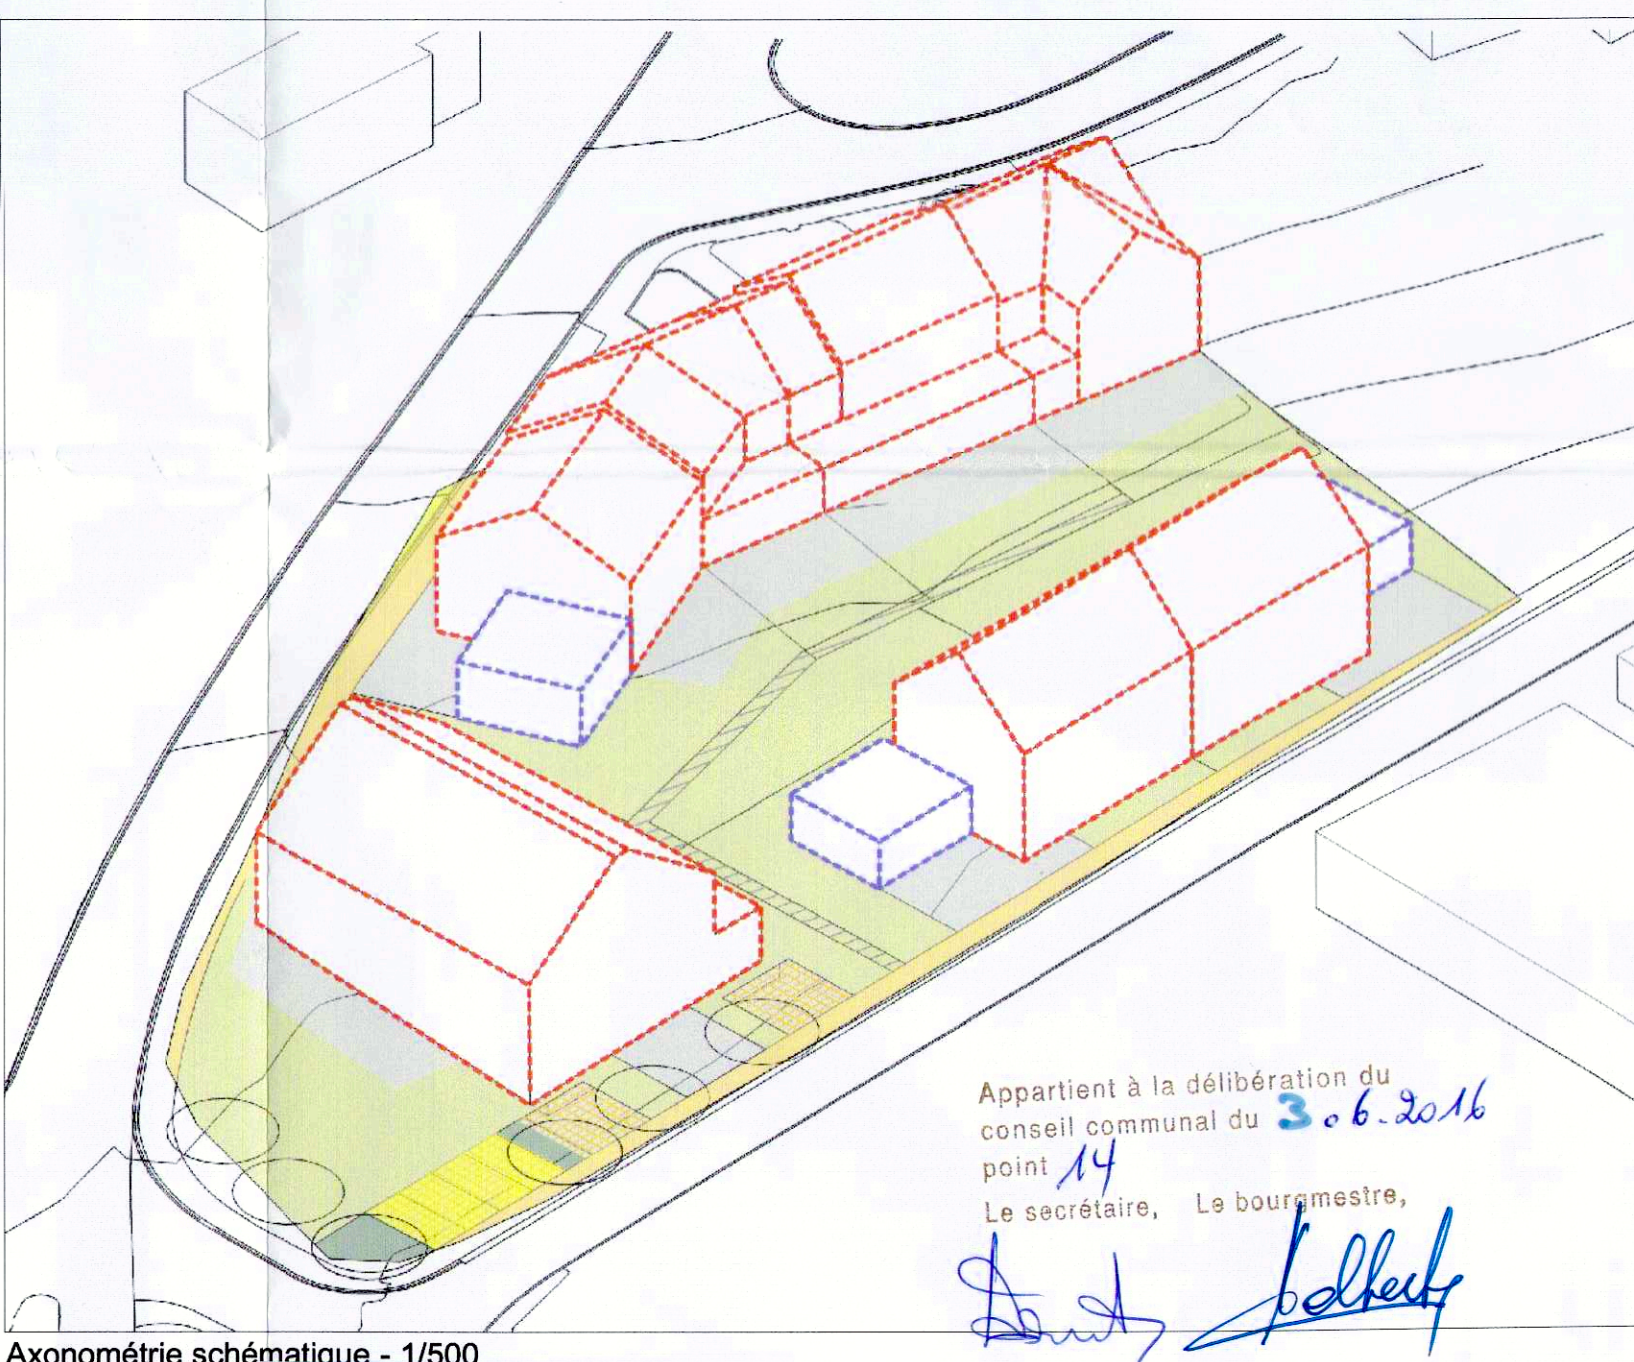 Appartient à la délibération du
conseil communal du 3.6.2016
point 14
Le secrétaire, Le bourgmestre,
Axonométrie schématique - 1/500